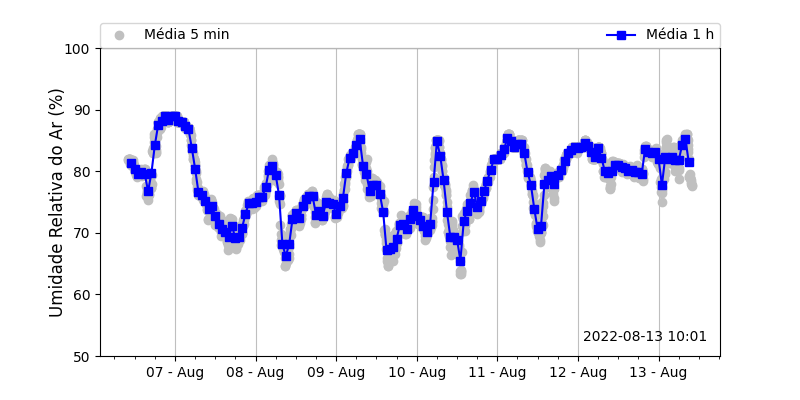 Média 5 min
Média 1 h
Umidade Relativa do Ar (%)
100
90
80
70
60
50
2022-08-13 10:01
07 - Aug
08 - Aug
09 - Aug
10 - Aug
11 - Aug
12 - Aug
13 - Aug